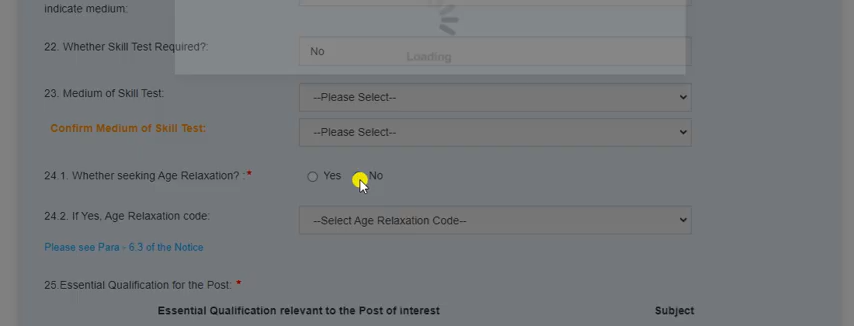 indicate medium:
22. Whether Skill Test Required?: No
Loading
23. Medium of Skill Test: --Please Select--
Confirm Medium of Skill Test: --Please Select--
24.1. Whether seeking Age Relaxation? : * Yes No
24.2. If Yes, Age Relaxation code: --Select Age Relaxation Code--
Please see Para - 6.3 of the Notice
25.Essential Qualification for the Post: *
Essential Qualification relevant to the Post of interest Subject